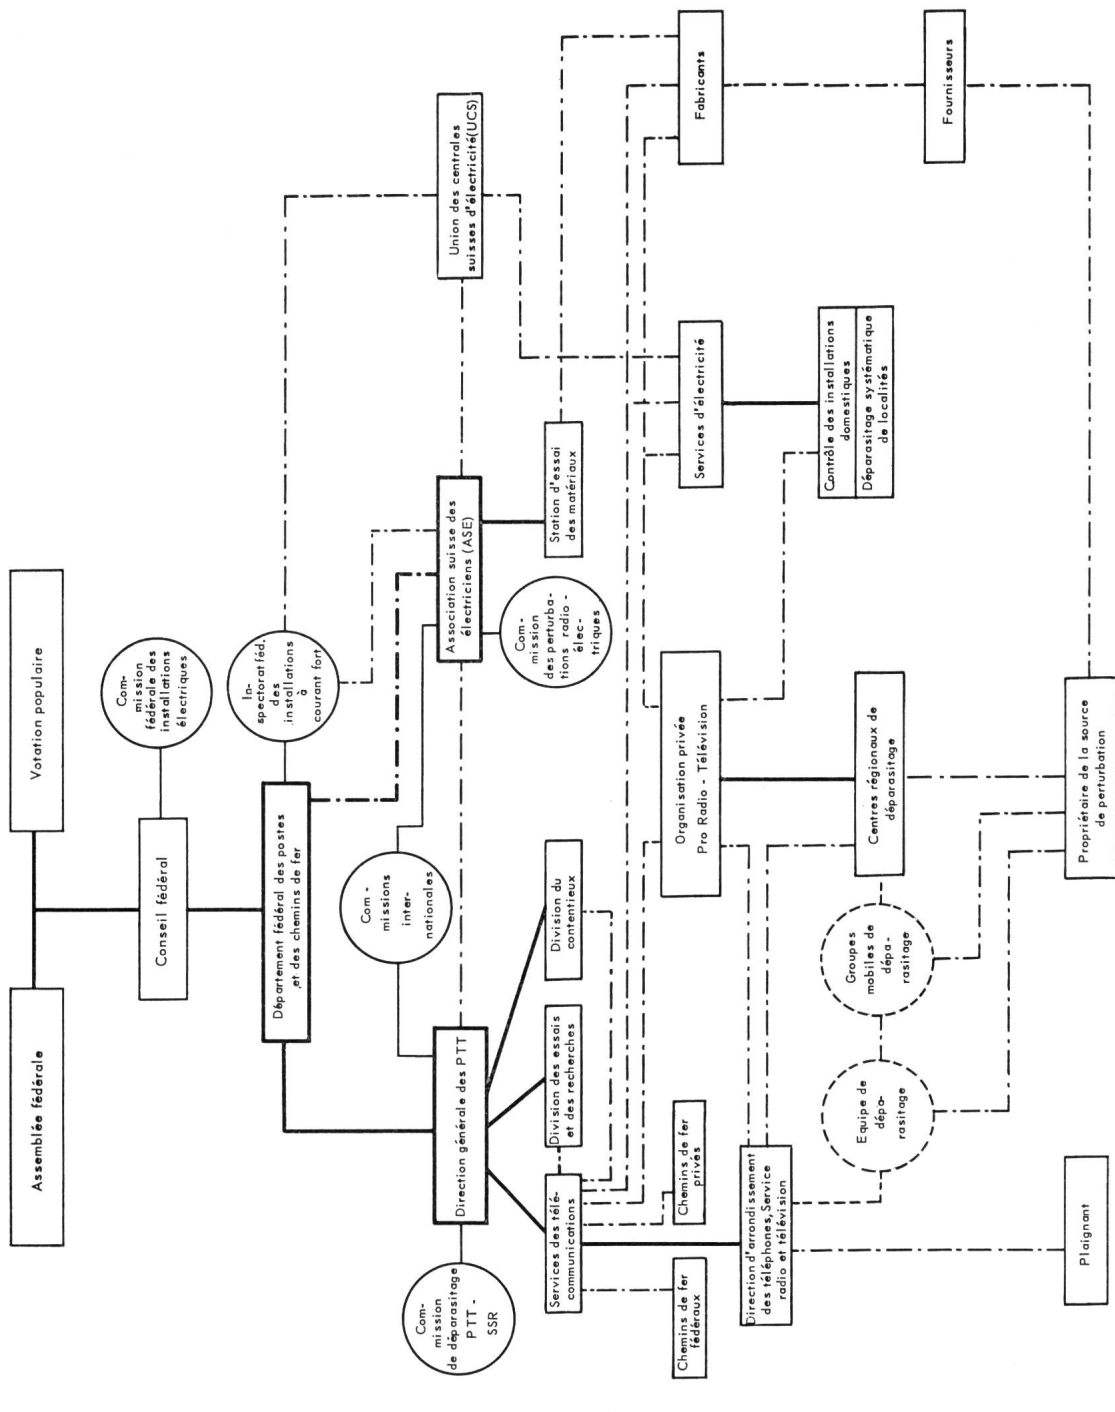 Assemblée fédérale
Votation populaire
Conseil fédéral
Com-
mission
fédérale des
installations
électriques
Département fédéral des postes
et des chemins de fer
In-
spectorat féd.
des
installations
à
courant fort
Com-
missions
inter-
nationales
Com-
mission
de déparasitage
PTT -
SSR
Direction générale des PTT
Association suisse des
électriciens (ASE)
Union des centrales
suisses d'électricité(UCS)
Com-
mission
des perturba-
tions radio -
élec-
triques
Services des télé-
communications
Division des essais
et des recherches
Division du
contentieux
Station d'essai
des matériaux
Chemins de fer
fédéraux
Chemins de fer
privés
Organisation privée
Pro Radio - Télévision
Services d'électricité
Fabricants
Direction d'arrondissement
des téléphones,Service
radio et télévision
Equipe de
dépa-
rasitage
Groupes
mobiles de
dépa-
rasitage
Centres régionaux de
déparasitage
Contrôle des installations
domestiques
Déparasitage systématique
de localités
Fournisseurs
Plaignant
Propriétaire de la source
de perturbation